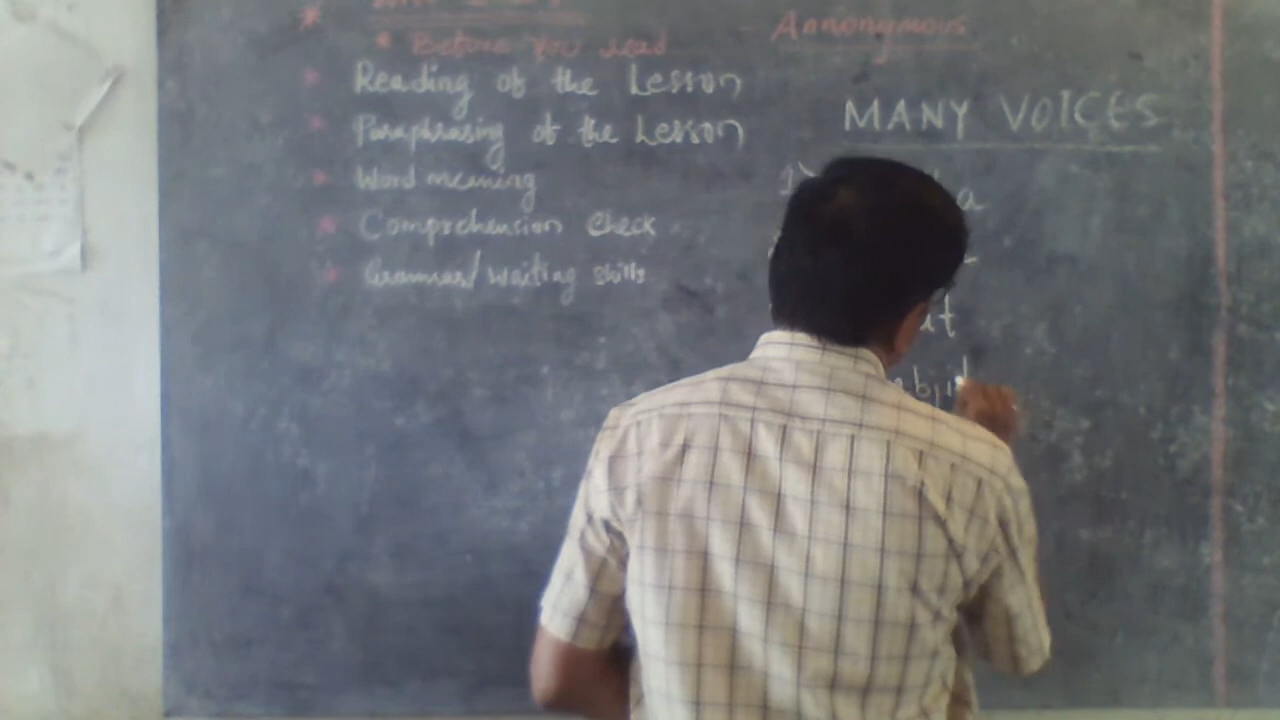 * Before You read
Reading of the Lesson
Paraphrasing of the Lesson
Word meaning
Comprehension Check
Grammar/ writing skills
- Annonymous
MANY VOICES
1)
a